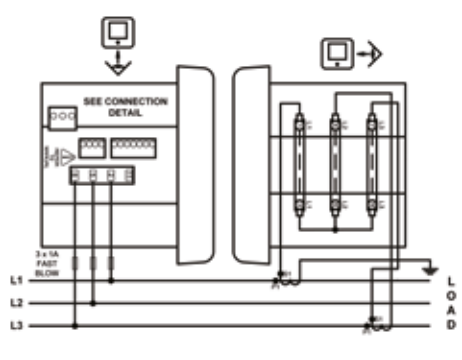 SEE CONNECTION
DETAIL
3 x 1A
FAST
BLOW
L1
L2
L3
L
O
A
D